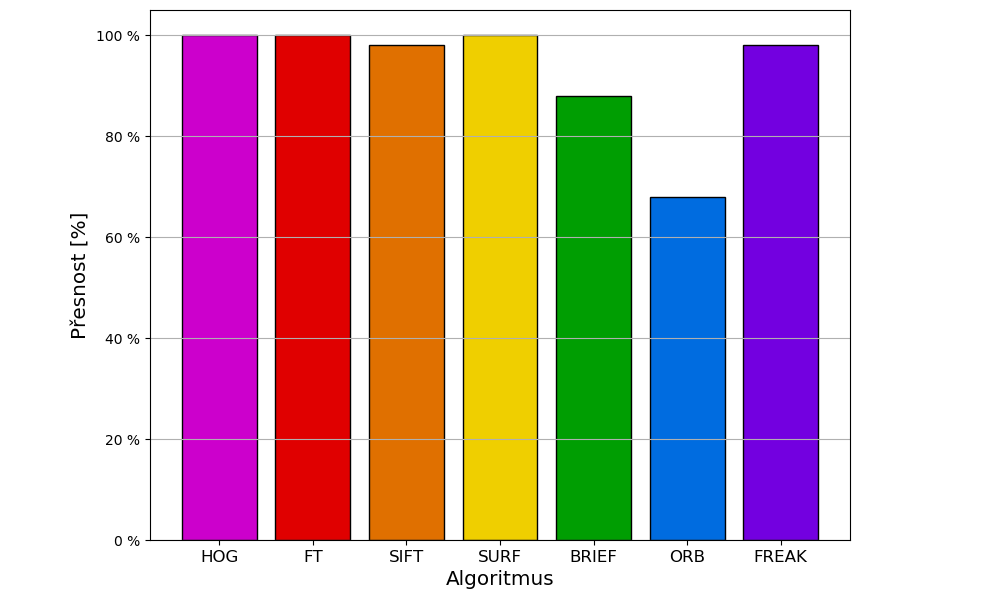 100 %
80 %
60 %
40 %
20 %
0 %
Přesnost [%]
HOG FT SIFT SURF BRIEF ORB FREAK
Algoritmus